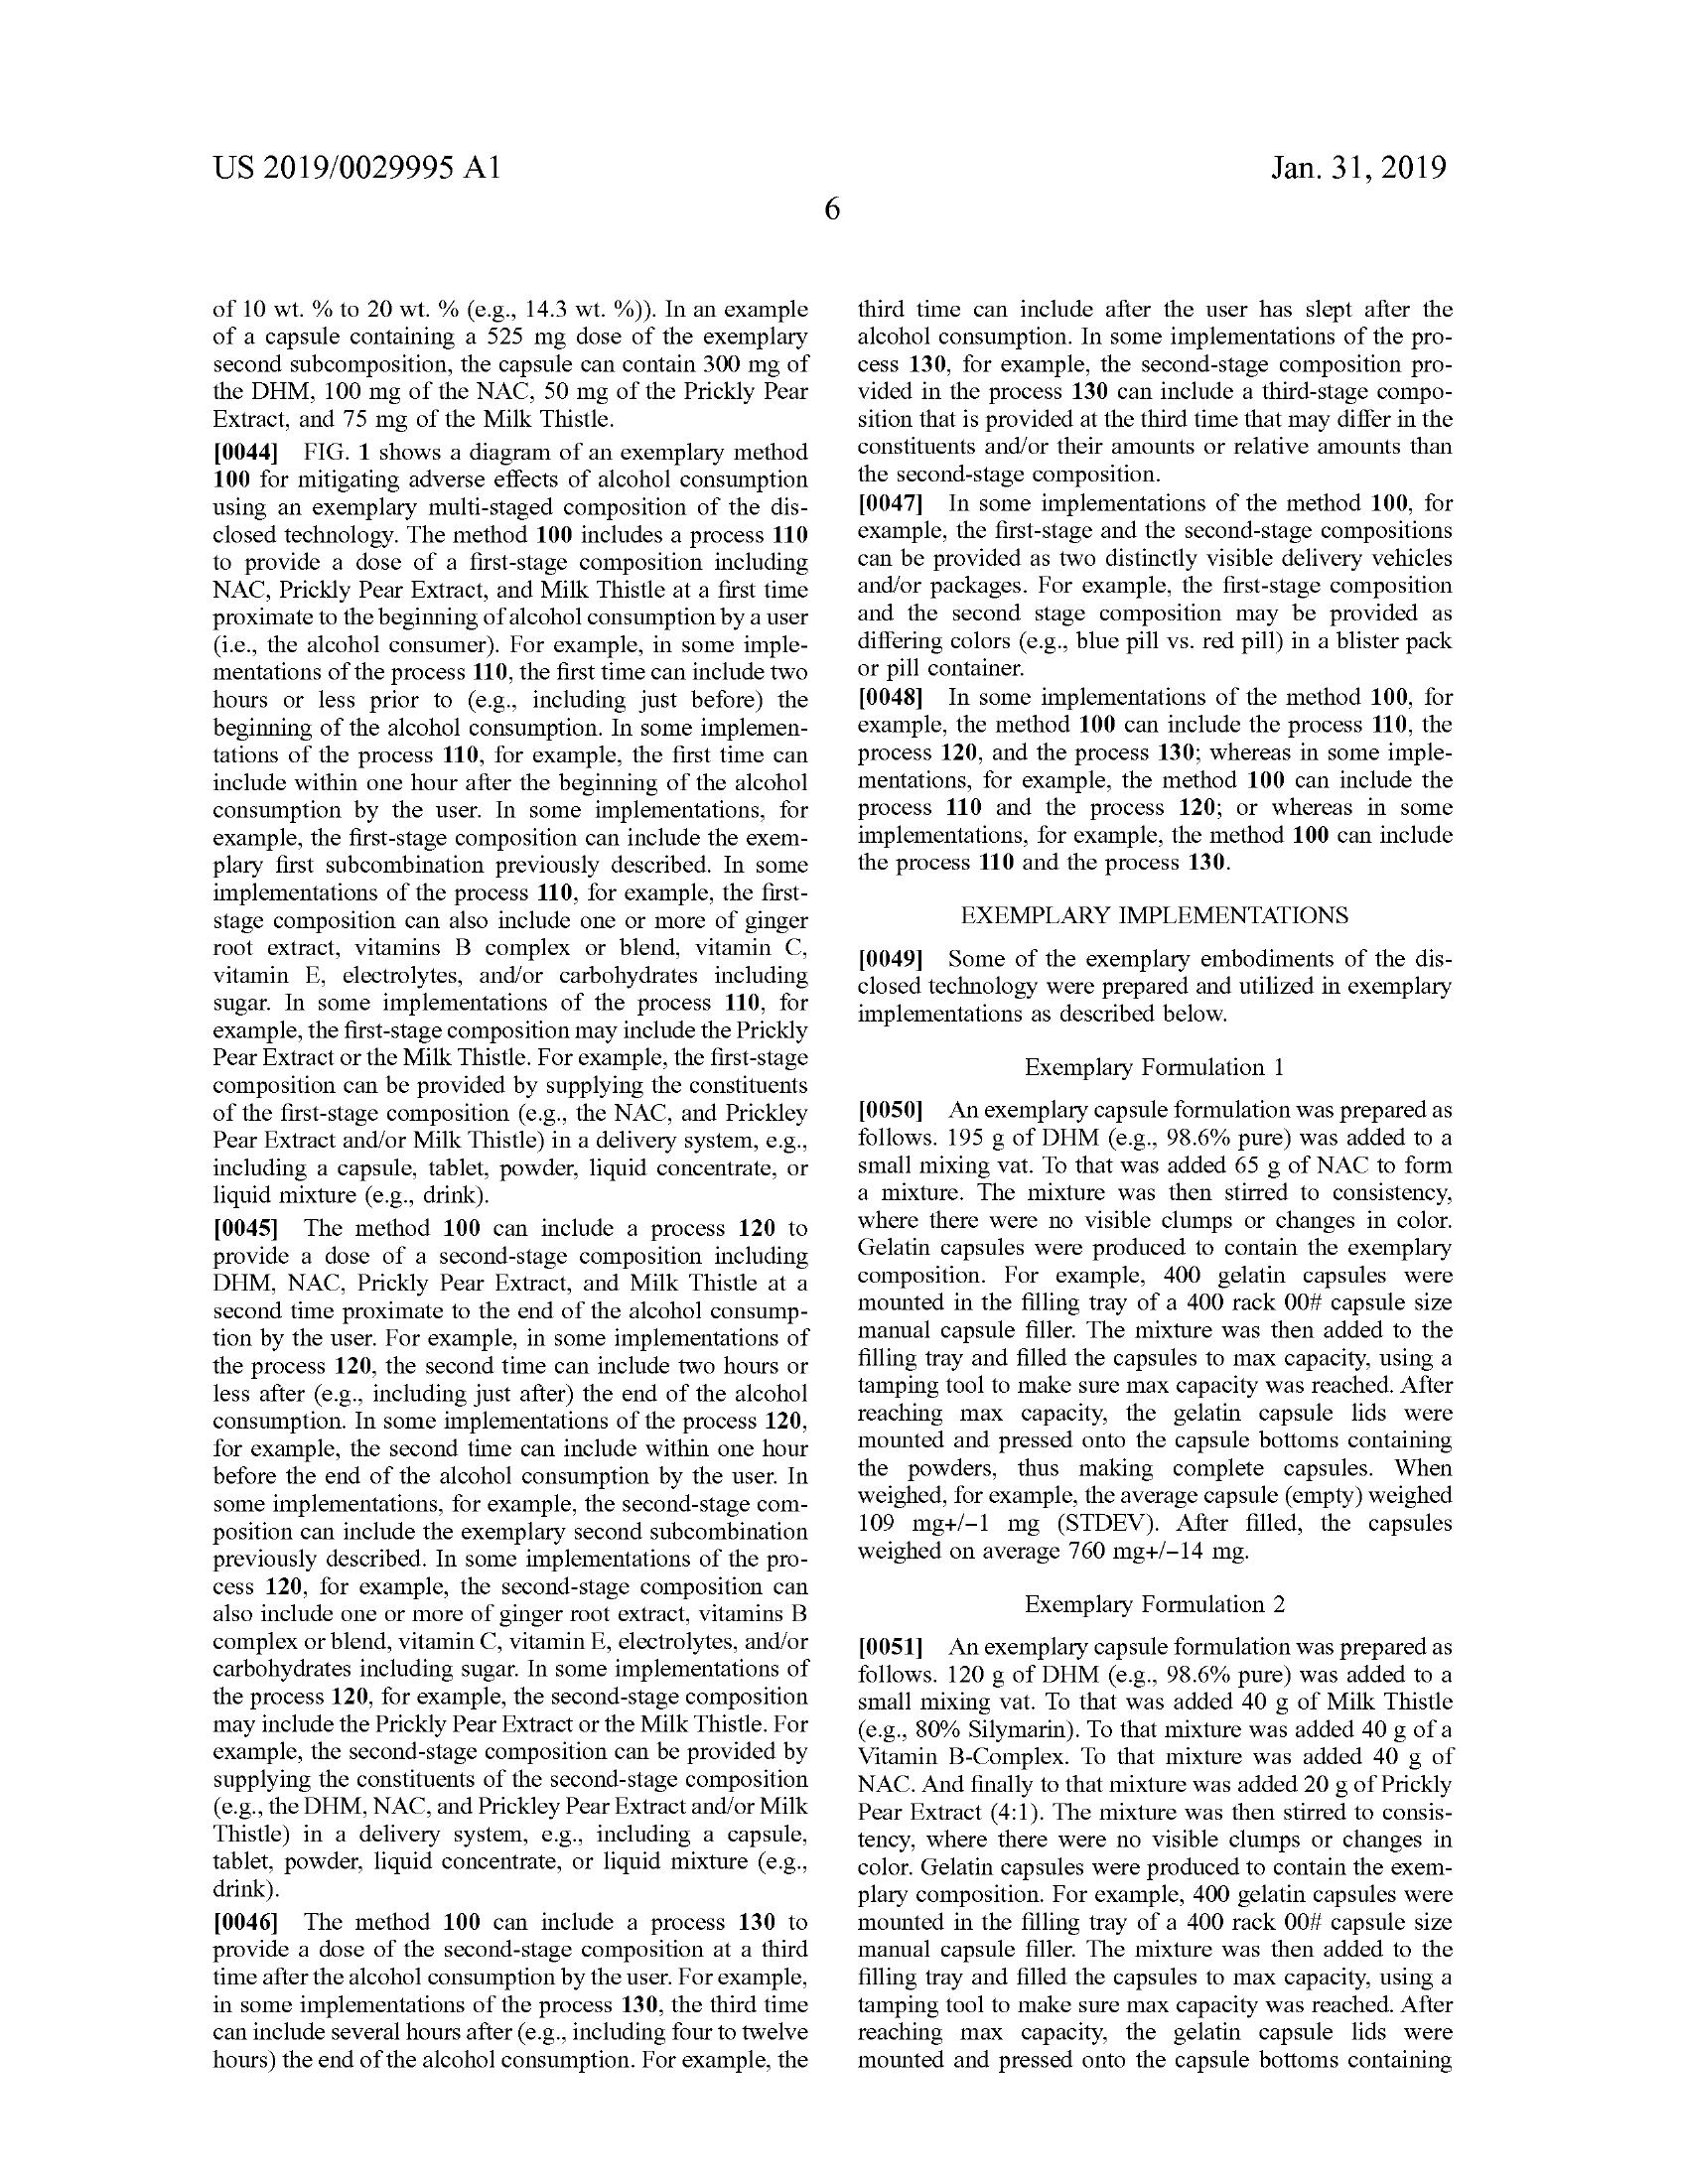 US 2019/0029995 A1
Jan. 31, 2019
6
of 10 wt. % to 20 wt. % (e.g., 14.3 wt. %)). In an example
of a capsule containing a 525 mg dose of the exemplary
second subcomposition, the capsule can contain 300 mg of
the DHM, 100 mg of the NAC, 50 mg of the Prickly Pear
Extract, and 75 mg of the Milk Thistle.
[0044] FIG. 1 shows a diagram of an exemplary method
100 for mitigating adverse effects of alcohol consumption
using an exemplary multi-staged composition of the dis-
closed technology. The method 100 includes a process 110
to provide a dose of a first-stage composition including
NAC, Prickly Pear Extract, and Milk Thistle at a first time
proximate to the beginning of alcohol consumption by a user
(i.e., the alcohol consumer). For example, in some imple-
mentations of the process 110, the first time can include two
hours or less prior to (e.g., including just before) the
beginning of the alcohol consumption. In some implemen-
tations of the process 110, for example, the first time can
include within one hour after the beginning of the alcohol
consumption by the user. In some implementations, for
example, the first-stage composition can include the exem-
plary first subcombination previously described. In some
implementations of the process 110, for example, the first-
stage composition can also include one or more of ginger
root extract, vitamins B complex or blend, vitamin C,
vitamin E, electrolytes, and/or carbohydrates including
sugar. In some implementations of the process 110, for
example, the first-stage composition may include the Prickly
Pear Extract or the Milk Thistle. For example, the first-stage
composition can be provided by supplying the constituents
of the first-stage composition (e.g., the NAC, and Prickley
Pear Extract and/or Milk Thistle) in a delivery system, e.g.,
including a capsule, tablet, powder, liquid concentrate, or
liquid mixture (e.g., drink).
[0045] The method 100 can include a process 120 to
provide a dose of a second-stage composition including
DHM, NAC, Prickly Pear Extract, and Milk Thistle at a
second time proximate to the end of the alcohol consump-
tion by the user. For example, in some implementations of
the process 120, the second time can include two hours or
less after (e.g., including just after) the end of the alcohol
consumption. In some implementations of the process 120,
for example, the second time can include within one hour
before the end of the alcohol consumption by the user. In
some implementations, for example, the second-stage com-
position can include the exemplary second subcombination
previously described. In some implementations of the pro-
cess 120, for example, the second-stage composition can
also include one or more of ginger root extract, vitamins B
complex or blend, vitamin C, vitamin E, electrolytes, and/or
carbohydrates including sugar. In some implementations of
the process 120, for example, the second-stage composition
may include the Prickly Pear Extract or the Milk Thistle. For
example, the second-stage composition can be provided by
supplying the constituents of the second-stage composition
(e.g., the DHM, NAC, and Prickley Pear Extract and/or Milk
Thistle) in a delivery system, e.g., including a capsule,
tablet, powder, liquid concentrate, or liquid mixture (e.g.,
drink).
[0046] The method 100 can include a process 130 to
provide a dose of the second-stage composition at a third
time after the alcohol consumption by the user. For example,
in some implementations of the process 130, the third time
can include several hours after (e.g., including four to twelve
hours) the end of the alcohol consumption. For example, the
third time can include after the user has slept after the
alcohol consumption. In some implementations of the pro-
cess 130, for example, the second-stage composition pro-
vided in the process 130 can include a third-stage compo-
sition that is provided at the third time that may differ in the
constituents and/or their amounts or relative amounts than
the second-stage composition.
[0047] In some implementations of the method 100, for
example, the first-stage and the second-stage compositions
can be provided as two distinctly visible delivery vehicles
and/or packages. For example, the first-stage composition
and the second stage composition may be provided as
differing colors (e.g., blue pill vs. red pill) in a blister pack
or pill container.
[0048] In some implementations of the method 100, for
example, the method 100 can include the process 110, the
process 120, and the process 130; whereas in some imple-
mentations, for example, the method 100 can include the
process 110 and the process 120; or whereas in some
implementations, for example, the method 100 can include
the process 110 and the process 130.
EXEMPLARY IMPLEMENTATIONS
[0049] Some of the exemplary embodiments of the dis-
closed technology were prepared and utilized in exemplary
implementations as described below.
Exemplary Formulation 1
[0050] An exemplary capsule formulation was prepared as
follows. 195 g of DHM (e.g., 98.6% pure) was added to a
small mixing vat. To that was added 65 g of NAC to form
a mixture. The mixture was then stirred to consistency,
where there were no visible clumps or changes in color.
Gelatin capsules were produced to contain the exemplary
composition. For example, 400 gelatin capsules were
mounted in the filling tray of a 400 rack 00# capsule size
manual capsule filler. The mixture was then added to the
filling tray and filled the capsules to max capacity, using a
tamping tool to make sure max capacity was reached. After
reaching max capacity, the gelatin capsule lids were
mounted and pressed onto the capsule bottoms containing
the powders, thus making complete capsules. When
weighed, for example, the average capsule (empty) weighed
109 mg+/−1 mg (STDEV). After filled, the capsules
weighed on average 760 mg+/−14 mg.
Exemplary Formulation 2
[0051] An exemplary capsule formulation was prepared as
follows. 120 g of DHM (e.g., 98.6% pure) was added to a
small mixing vat. To that was added 40 g of Milk Thistle
(e.g., 80% Silymarin). To that mixture was added 40 g of a
Vitamin B-Complex. To that mixture was added 40 g of
NAC. And finally to that mixture was added 20 g of Prickly
Pear Extract (4:1). The mixture was then stirred to consis-
tency, where there were no visible clumps or changes in
color. Gelatin capsules were produced to contain the exem-
plary composition. For example, 400 gelatin capsules were
mounted in the filling tray of a 400 rack 00# capsule size
manual capsule filler. The mixture was then added to the
filling tray and filled the capsules to max capacity, using a
tamping tool to make sure max capacity was reached. After
reaching max capacity, the gelatin capsule lids were
mounted and pressed onto the capsule bottoms containing